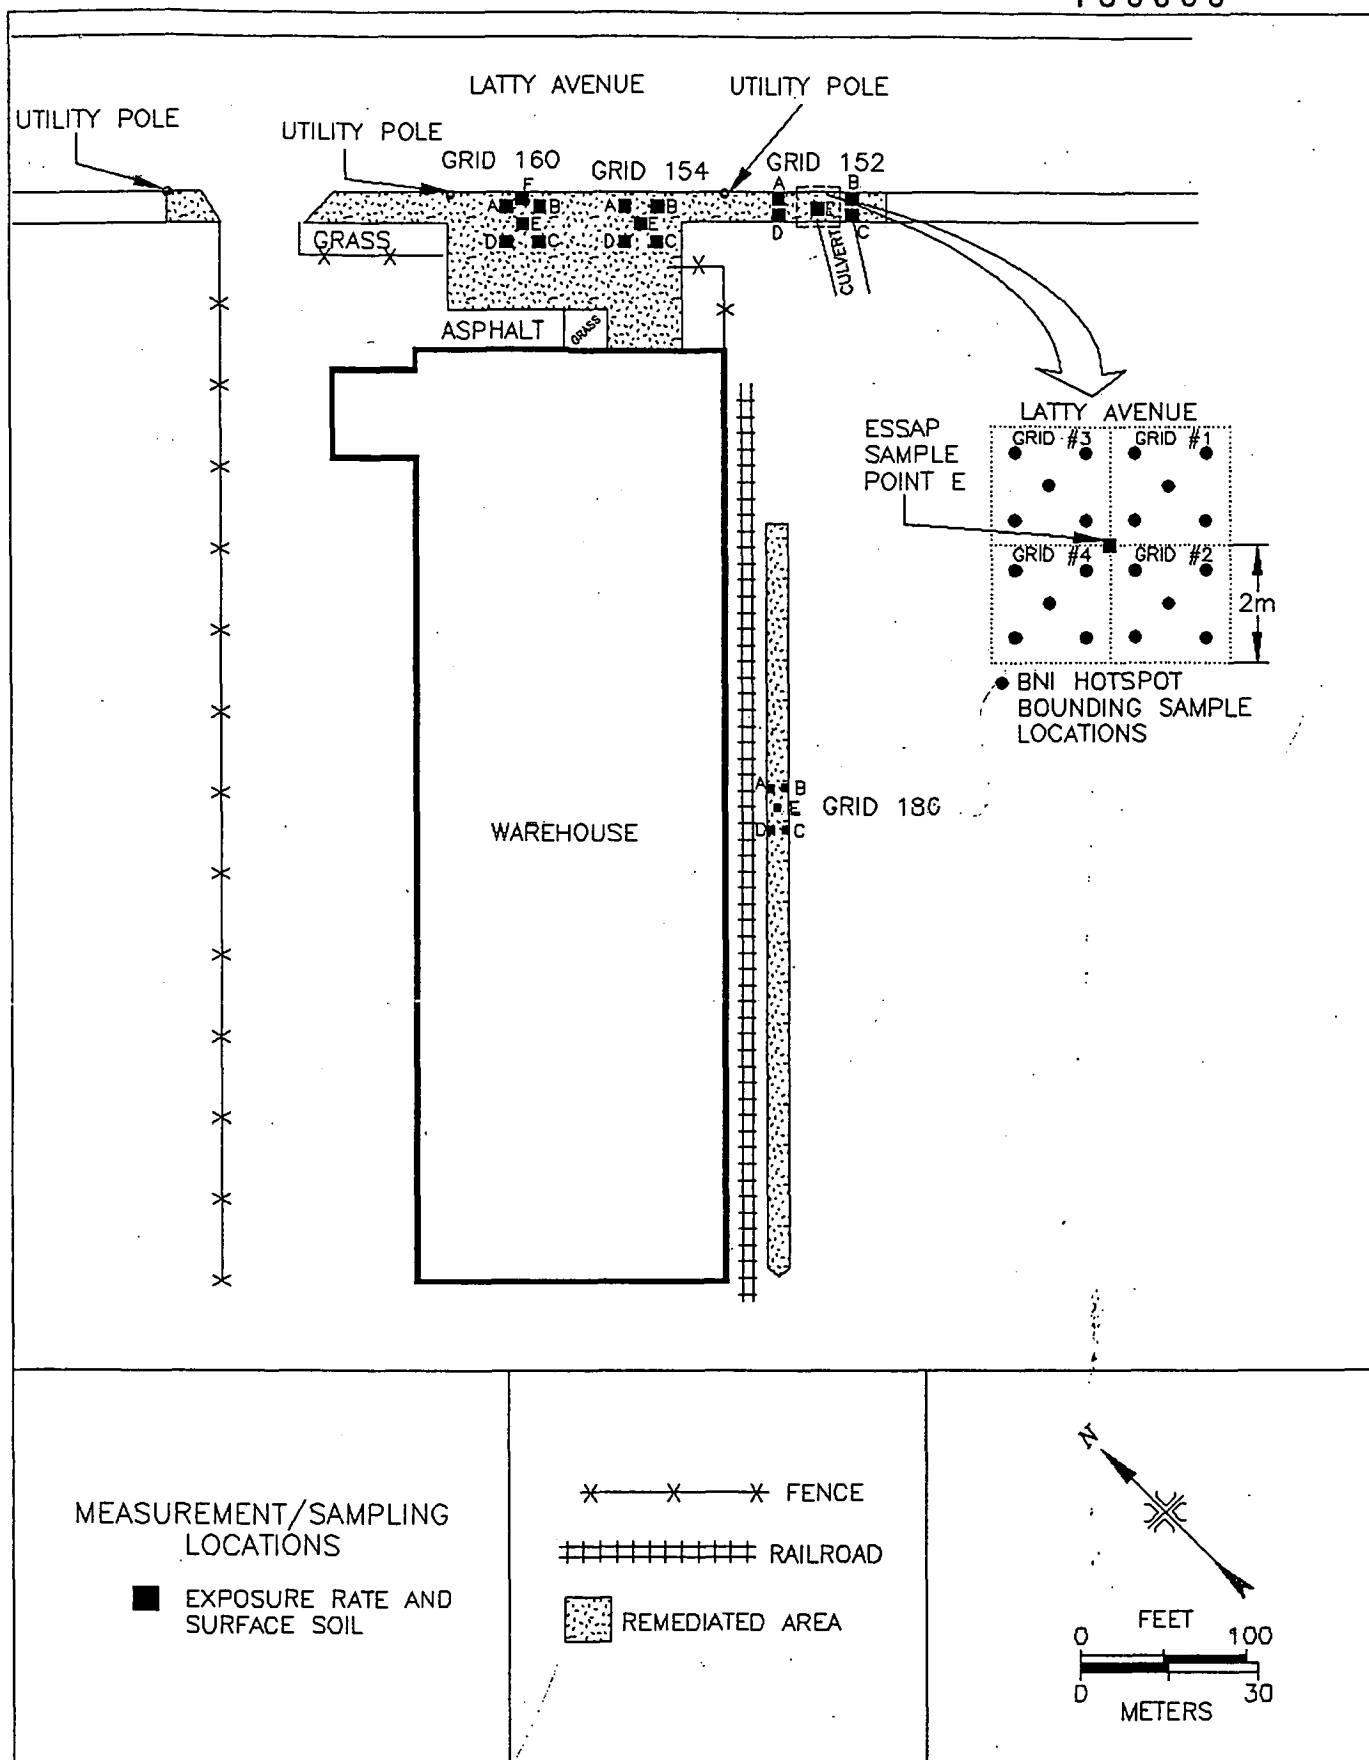 LATTY AVENUE
UTILITY POLE
UTILITY POLE
UTILITY POLE
GRID 160
GRID 154
GRID 152
F
A B
E
D C
A B
E
D C
A B
E
D C
GRASS
CULVERT
ASPHALT
GRASS
LATTY AVENUE
GRID #3 GRID #1
GRID #4 GRID #2
ESSAP
SAMPLE
POINT E
2m
BNI HOTSPOT
BOUNDING SAMPLE
LOCATIONS
A B
E
D C
GRID 186
WAREHOUSE
MEASUREMENT/SAMPLING
LOCATIONS
EXPOSURE RATE AND
SURFACE SOIL
FENCE
RAILROAD
REMEDIATED AREA
N
FEET
0 100
0 30
METERS